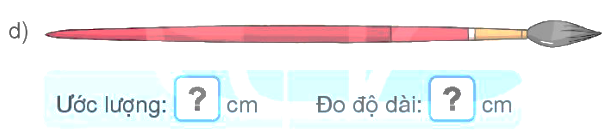 d)
Ước lượng: ? cm Đo độ dài: ? cm